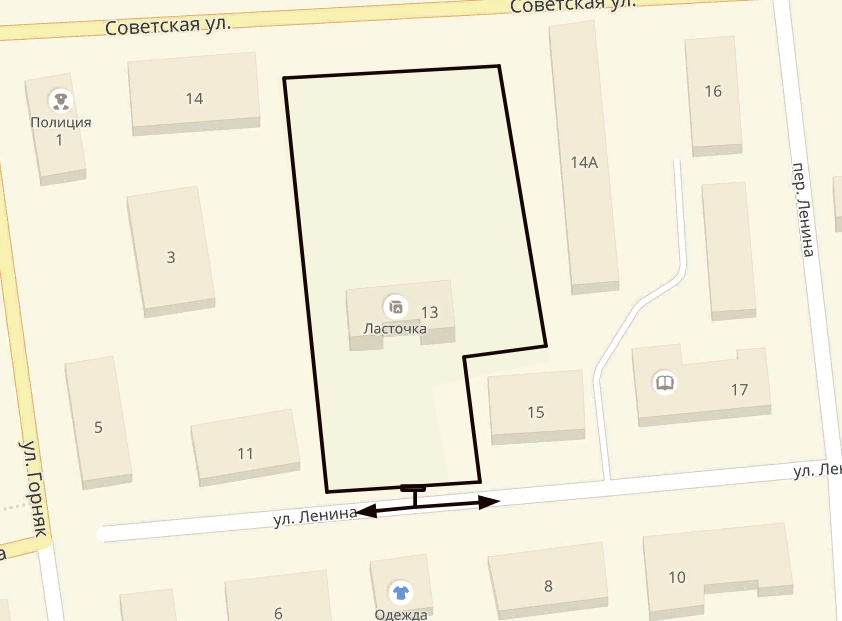 Советская ул.
Советская ул.
Полиция
1
14
16
14А
пер. Ленина
3
13
Ласточка
5
11
15
17
ул. Горняк
ул. Ленина
ул. Лен
а
6
Одежда
8
10